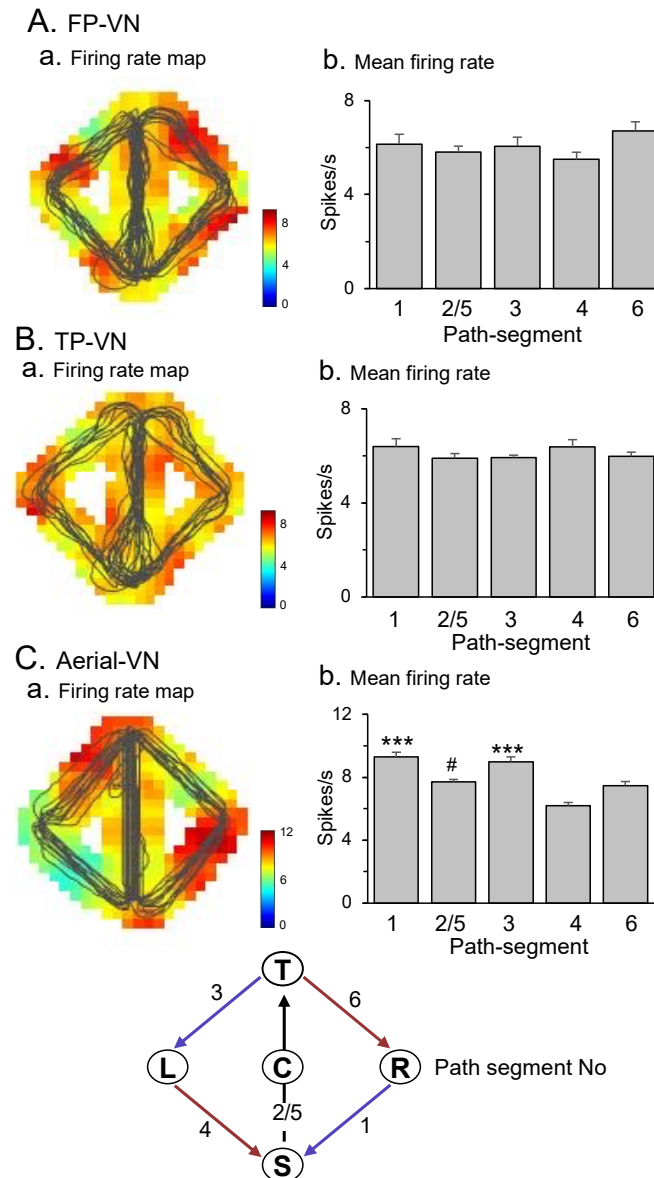 A. FP-VN
a. Firing rate map
b. Mean firing rate
8
4
0
Spikes/s
8
4
0
1 2/5 3 4 6
Path-segment
B. TP-VN
a. Firing rate map
b. Mean firing rate
8
4
0
Spikes/s
8
4
0
1 2/5 3 4 6
Path-segment
C. Aerial-VN
a. Firing rate map
b. Mean firing rate
12
6
0
Spikes/s
12
8
4
0
*** # ***
1 2/5 3 4 6
Path-segment
T
3 6
L C R Path segment No
2/5
4 1
S